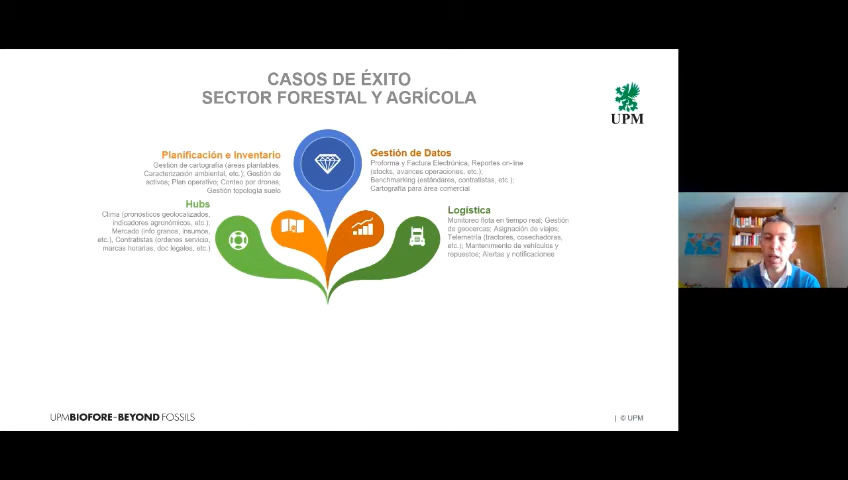 CASOS DE ÉXITO
SECTOR FORESTAL Y AGRÍCOLA
UPM
Planificación e Inventario
Gestión de cartografía (áreas plantables,
Caracterización ambiental, etc.); Gestión de
activos; Plan operativo; Conteo por drones,
Gestión topología suelo
Gestión de Datos
Proforma y Factura Electrónica, Reportes on-line
(stocks, avances operaciones, etc.);
Benchmarking (estándares, contratistas, etc.);
Cartografía para área comercial
Hubs
Clima (pronósticos geolocalizados,
indicadores agronómicos, etc.);
Mercado (info granos, insumos,
etc.), Contratistas (ordenes servicio,
marcas horarias, doc legales, etc.)
Logística
Monitoreo flota en tiempo real; Gestión
de geocercas; Asignación de viajes;
Telemetría (tractores, cosechadoras,
etc.); Mantenimiento de vehículos y
repuestos; Alertas y notificaciones
UPM BIOFORE–BEYOND FOSSILS
| © UPM